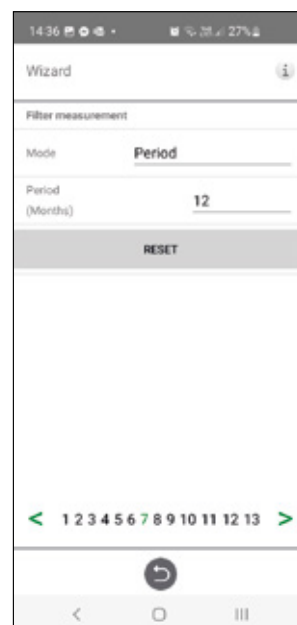 14:36 27%
Wizard i
Filter measurement
Mode Period
Period
(Months)
12
RESET
< 1 2 3 4 5 6 7 8 9 10 11 12 13 >